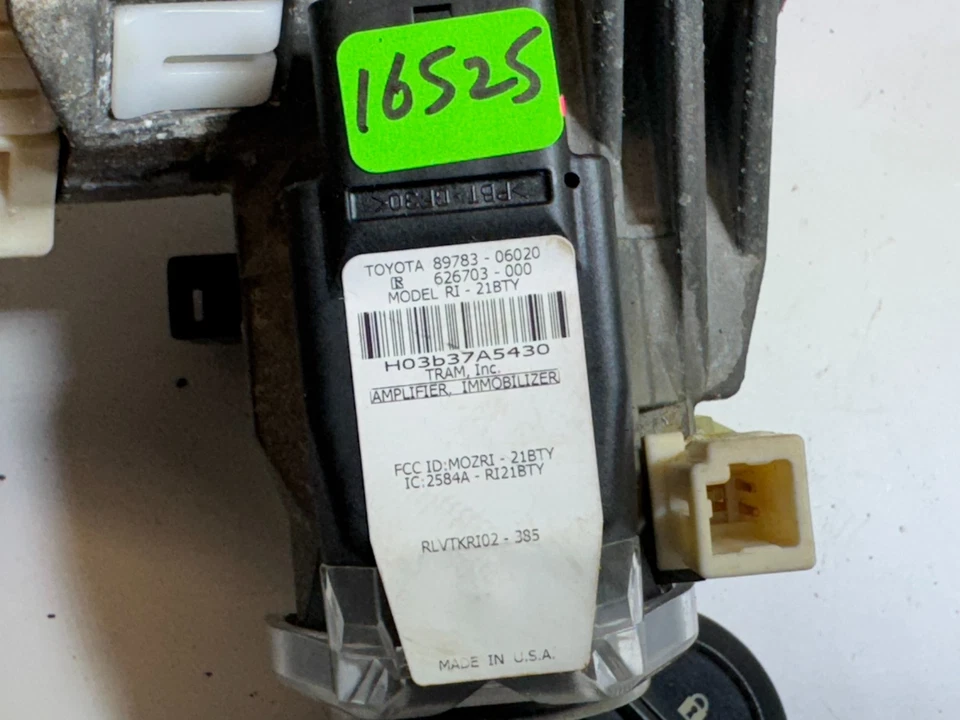 16525
>PBT-GF30<
TOYOTA 89783 - 06020
R 626703 - 000
MODEL RI - 21BTY
H03b37A5430
TRAM, Inc.
AMPLIFIER, IMMOBILIZER
FCC ID:MOZRI - 21BTY
IC:2584A - RI21BTY
RLVTKRI02 - 385
MADE IN U.S.A.